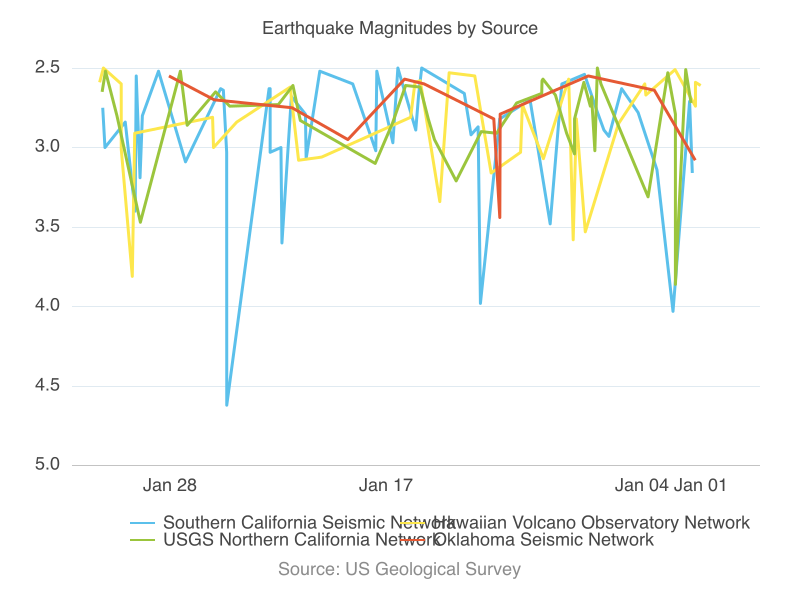 Earthquake Magnitudes by Source
2.5
3.0
3.5
4.0
4.5
5.0
Jan 28 Jan 17 Jan 04 Jan 01
Southern California Seismic Network Hawaiian Volcano Observatory Network
USGS Northern California Network Oklahoma Seismic Network
Source: US Geological Survey